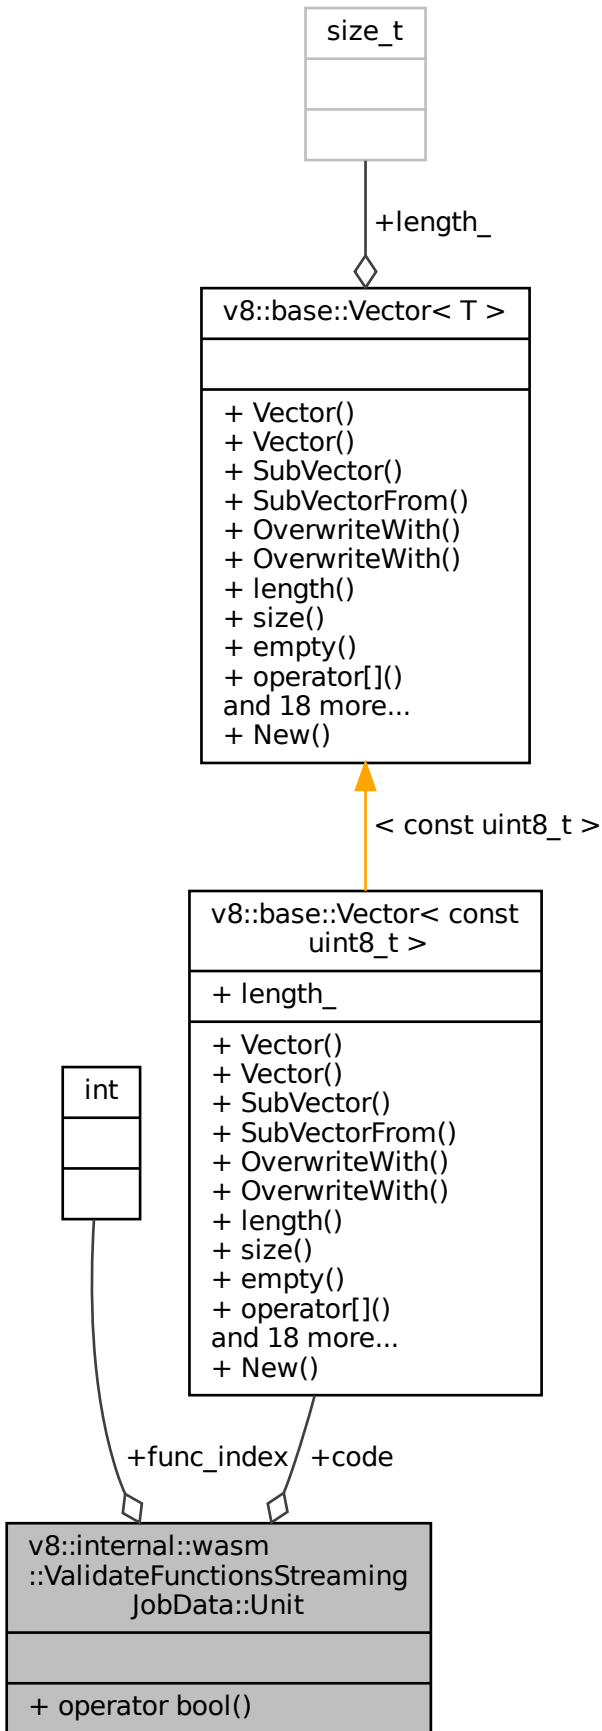 size_t
+length_
v8::base::Vector< T >
+ Vector()
+ Vector()
+ SubVector()
+ SubVectorFrom()
+ OverwriteWith()
+ OverwriteWith()
+ length()
+ size()
+ empty()
+ operator[]()
and 18 more...
+ New()
< const uint8_t >
v8::base::Vector< const
uint8_t >
+ length_
+ Vector()
+ Vector()
+ SubVector()
+ SubVectorFrom()
+ OverwriteWith()
+ OverwriteWith()
+ length()
+ size()
+ empty()
+ operator[]()
and 18 more...
+ New()
int
+func_index
+code
v8::internal::wasm
::ValidateFunctionsStreaming
JobData::Unit
+ operator bool()